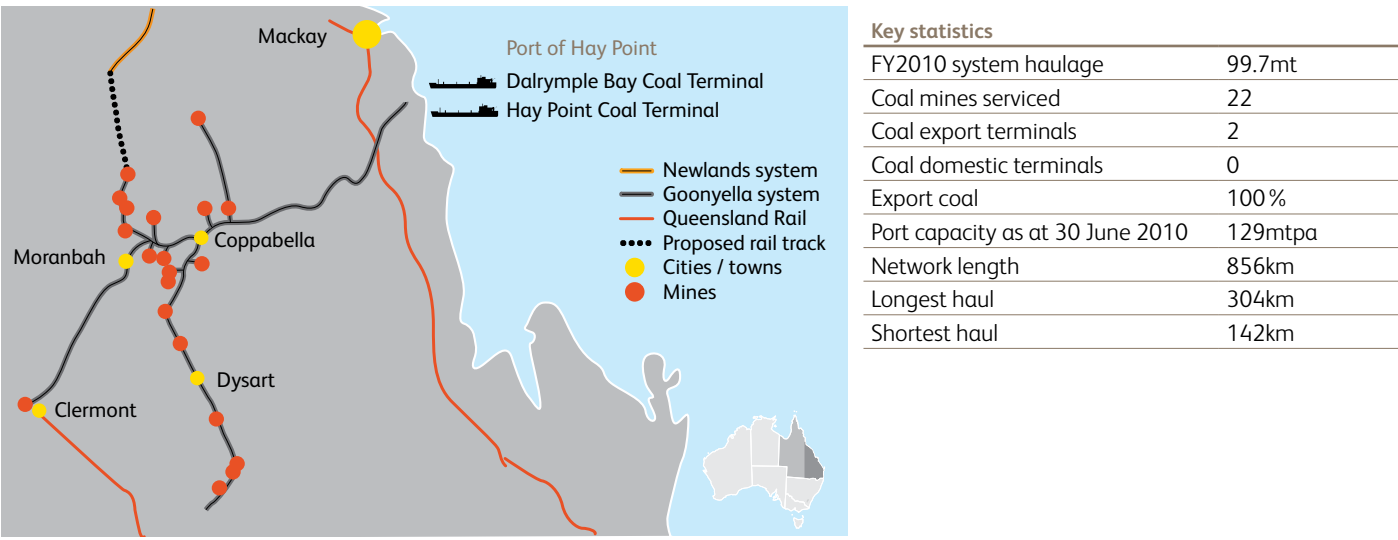 Mackay
Port of Hay Point
Dalrymple Bay Coal Terminal
Hay Point Coal Terminal
Newlands system
Goonyella system
Queensland Rail
Proposed rail track
Cities / towns
Mines
Coppabella
Moranbah
Dysart
Clermont
Key statistics
FY2010 system haulage 99.7mt
Coal mines serviced 22
Coal export terminals 2
Coal domestic terminals 0
Export coal 100%
Port capacity as at 30 June 2010 129mtpa
Network length 856km
Longest haul 304km
Shortest haul 142km